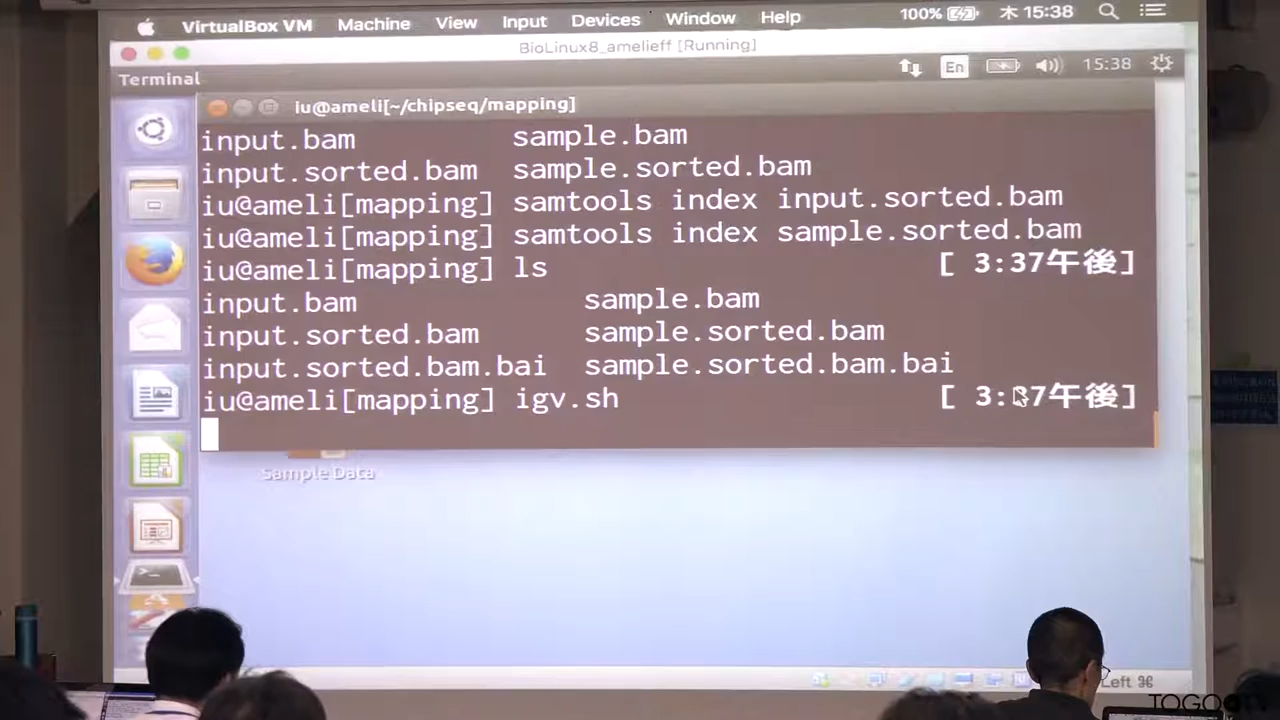 VirtualBox VM Machine View Input Devices Window Help 100% 木 15:38
BioLinux8_amelieff [Running]
Terminal En 15:38
iu@ameli[~/chipseq/mapping]
input.bam sample.bam
input.sorted.bam sample.sorted.bam
iu@ameli[mapping] samtools index input.sorted.bam
iu@ameli[mapping] samtools index sample.sorted.bam
iu@ameli[mapping] ls [ 3:37午後]
input.bam sample.bam
input.sorted.bam sample.sorted.bam
input.sorted.bam.bai sample.sorted.bam.bai
iu@ameli[mapping] igv.sh [ 3:37午後]
Sample Data
Left ⌘
TOGOTV